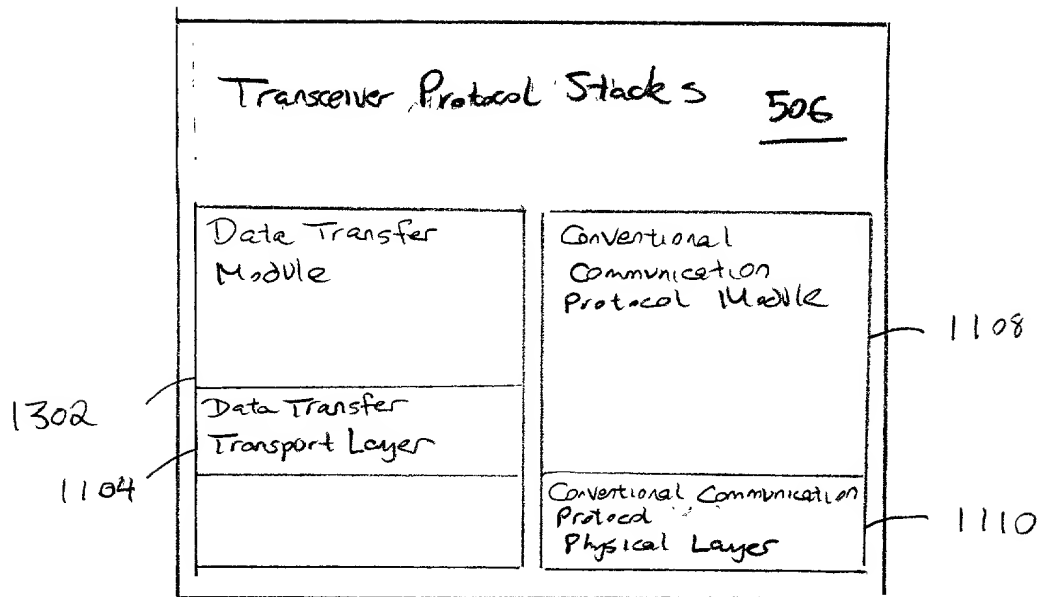 Transceiver Protocol Stacks 506
Data Transfer
Module
Conventional
Communication
Protocol Module
1108
1302
Data Transfer
Transport Layer
1104
Conventional Communication
Protocol
Physical Layer
1110